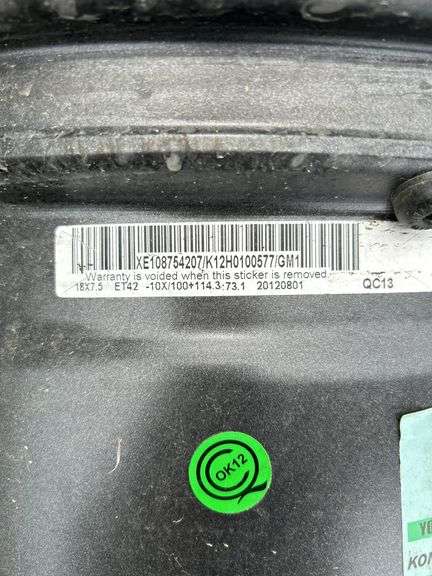 XE108754207/K12H0100577/GM1
Warranty is voided when this sticker is removed
18X7.5 ET42 -10X/100+114.3-73.1 20120801 QC13
OK12